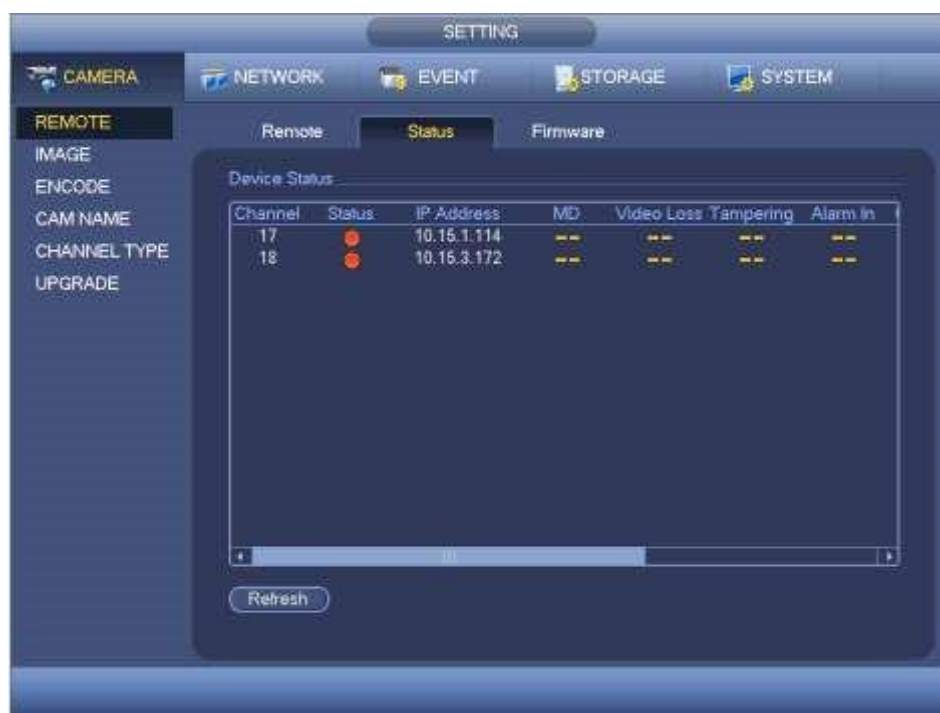 SETTING
CAMERA NETWORK EVENT STORAGE SYSTEM
REMOTE
IMAGE
ENCODE
CAM NAME
CHANNEL TYPE
UPGRADE
Remote Status Firmware
Device Status
Channel Status IP Address MD Video Loss Tampering Alarm In
17 10.15.1.114 -- -- -- --
18 10.15.3.172 -- -- -- --
Refresh